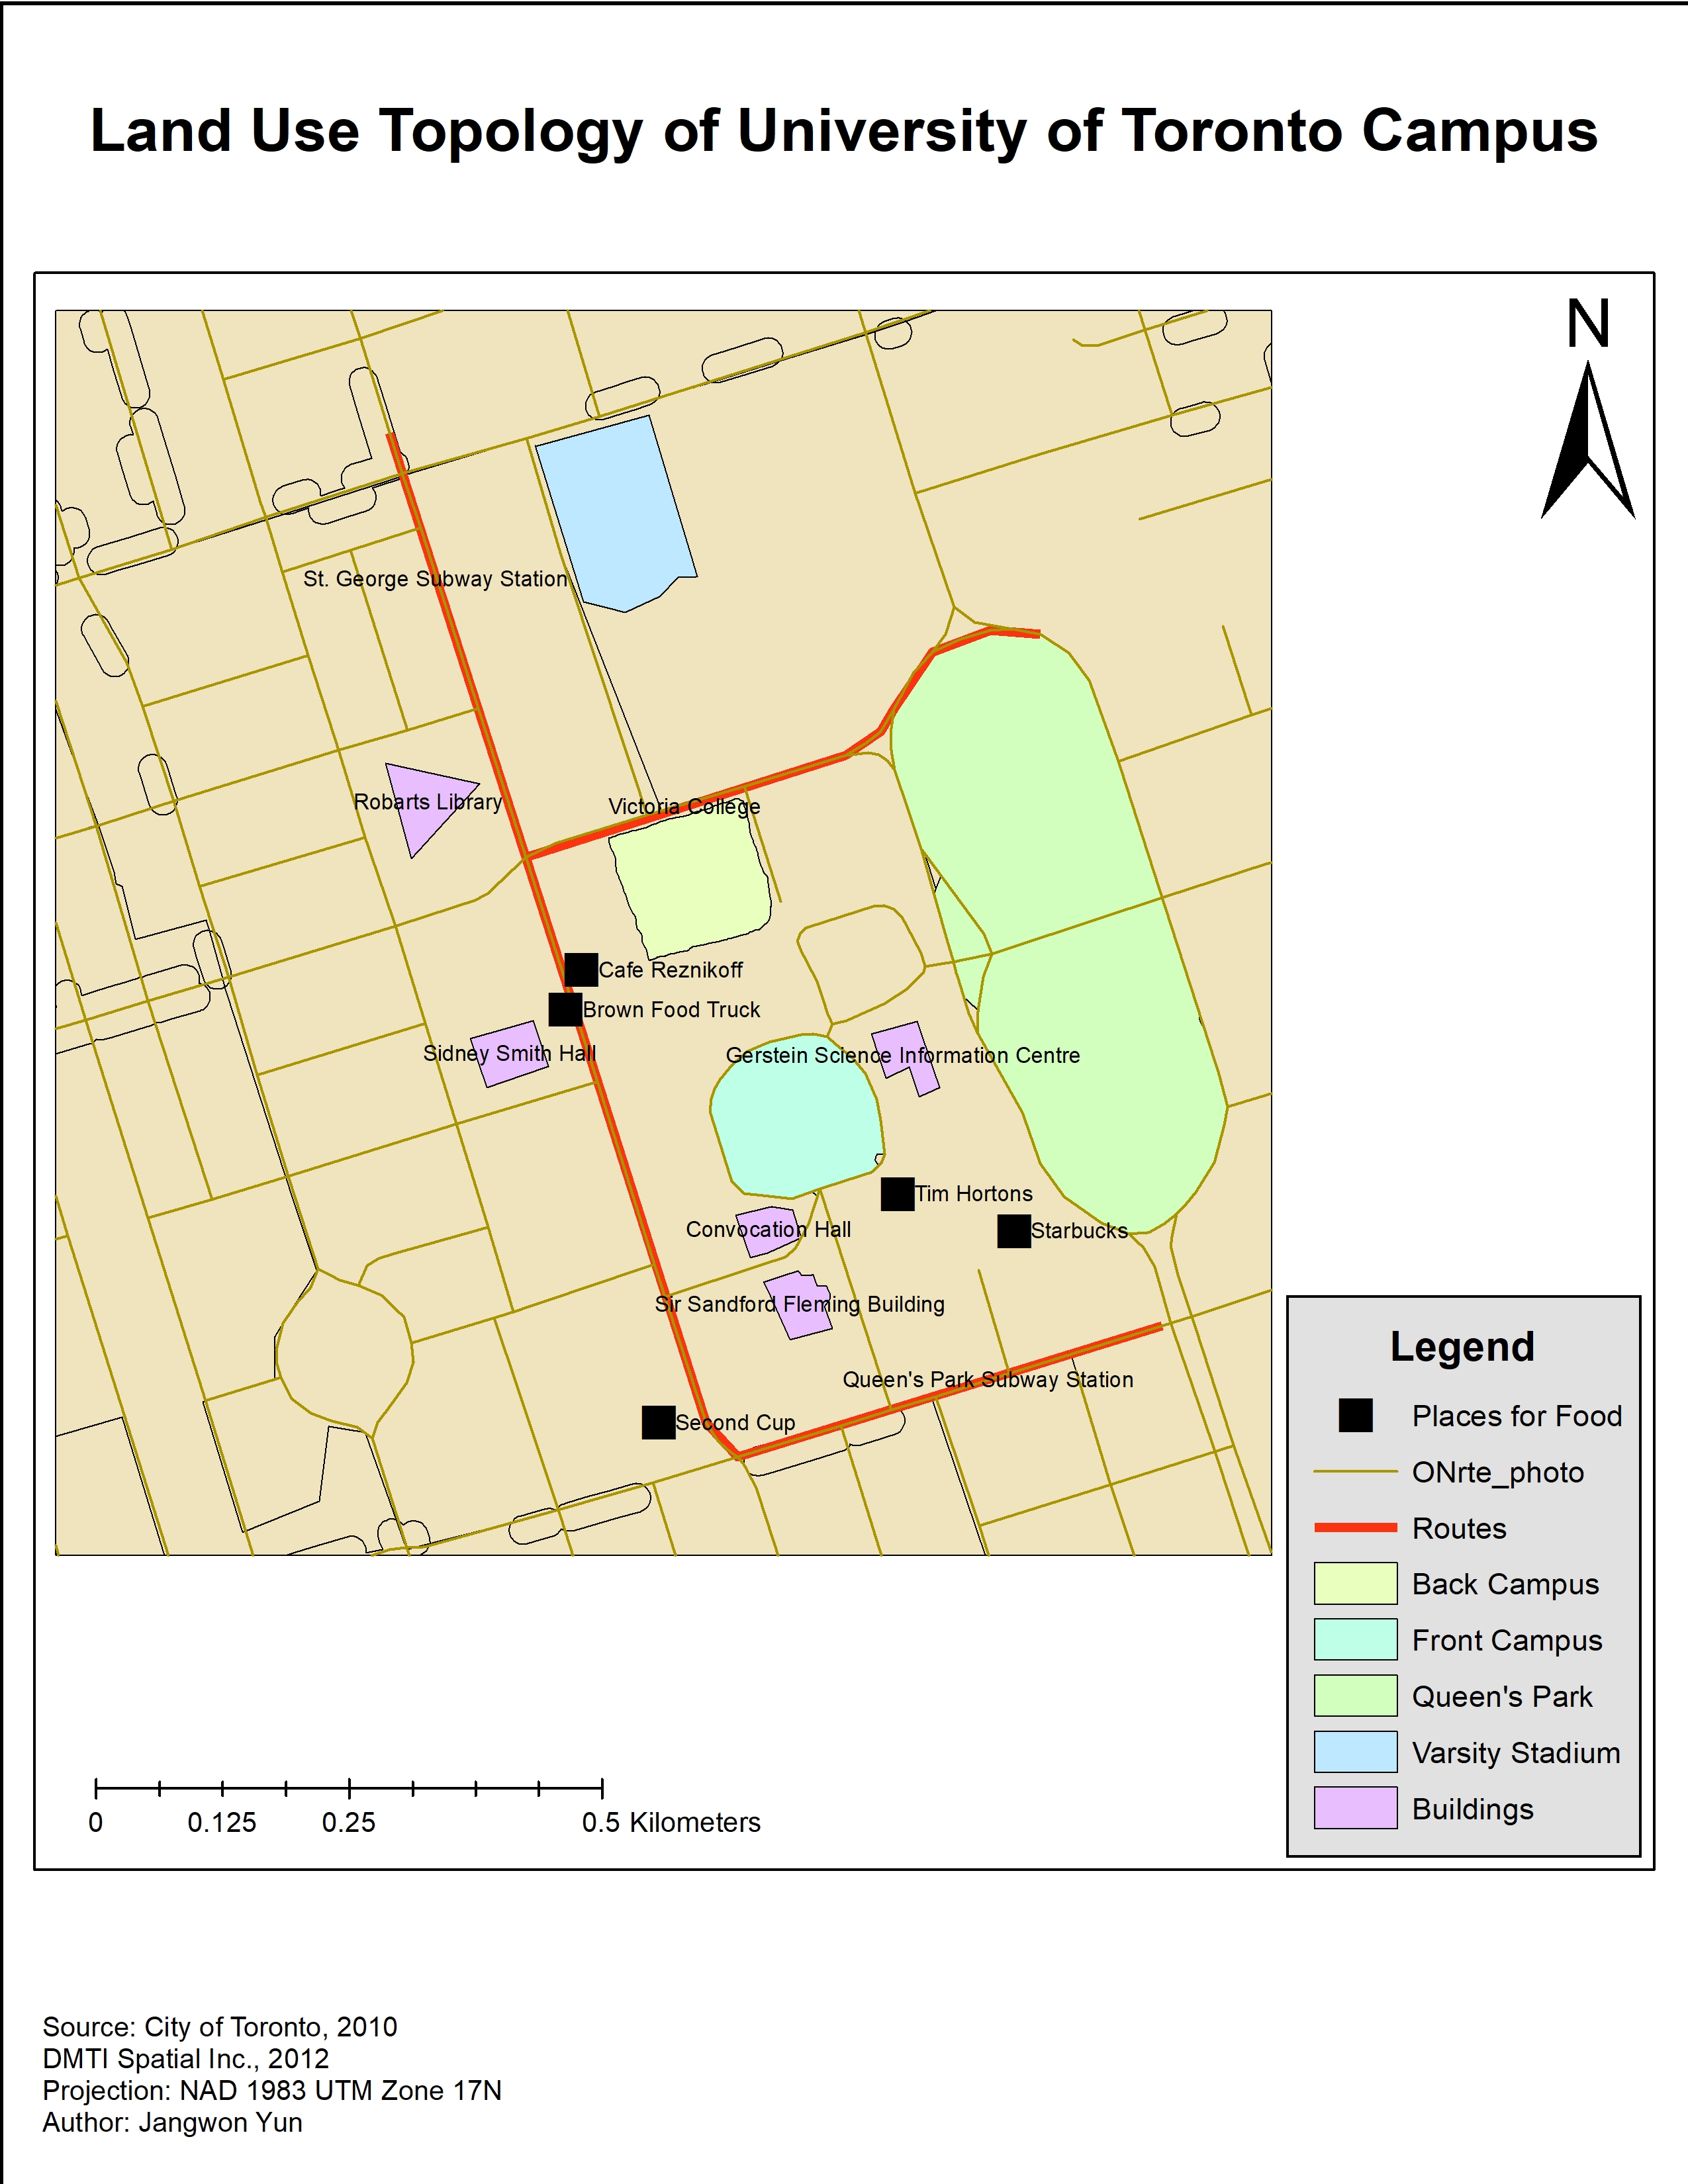 Land Use Topology of University of Toronto Campus
N
St. George Subway Station
Robarts Library
Victoria College
Cafe Reznikoff
Brown Food Truck
Sidney Smith Hall
Gerstein Science Information Centre
Tim Hortons
Convocation Hall
Starbucks
Sir Sandford Fleming Building
Queen's Park Subway Station
Second Cup
Legend
Places for Food
ONrte_photo
Routes
Back Campus
Front Campus
Queen's Park
Varsity Stadium
Buildings
0 0.125 0.25 0.5 Kilometers
Source: City of Toronto, 2010
DMTI Spatial Inc., 2012
Projection: NAD 1983 UTM Zone 17N
Author: Jangwon Yun